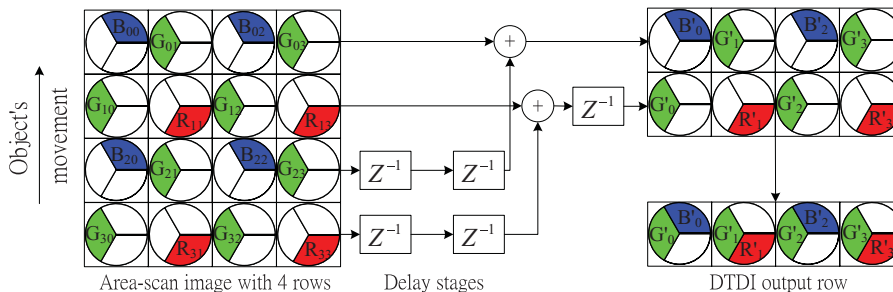 B₀₀ G₀₁ B₀₂ G₀₃ + B'₀ G'₁ B'₂ G'₃
G₁₀ R₁₁ G₁₂ R₁₃ + Z⁻¹ G'₀ R'₁ G'₂ R'₃
Object's
movement
B₂₀ G₂₁ B₂₂ G₂₃ Z⁻¹ Z⁻¹
G₃₀ R₃₁ G₃₂ R₃₃ Z⁻¹ Z⁻¹
B'₀ B'₂
G'₀ G'₁ G'₂ G'₃
R'₁ R'₃
Area-scan image with 4 rows Delay stages DTDI output row